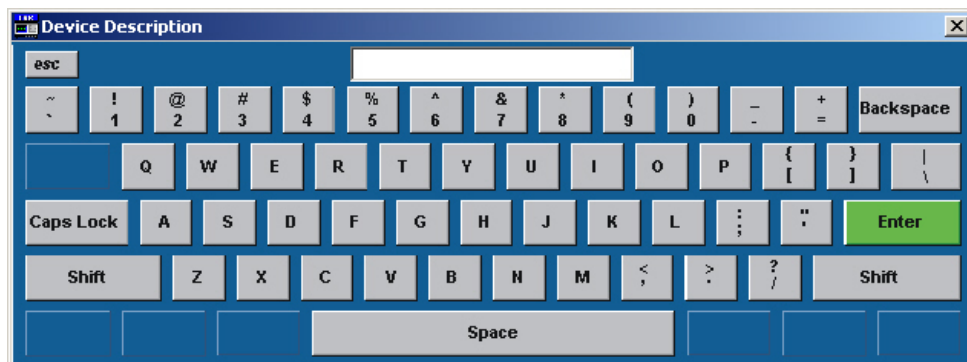 Device Description
esc
~ ! @ # $ % ^ & * ( ) _ + Backspace
` 1 2 3 4 5 6 7 8 9 0 - =
Q W E R T Y U I O P { } |
[ ] \
Caps Lock A S D F G H J K L : " Enter
; '
Shift Z X C V B N M < > ? Shift
, . /
Space